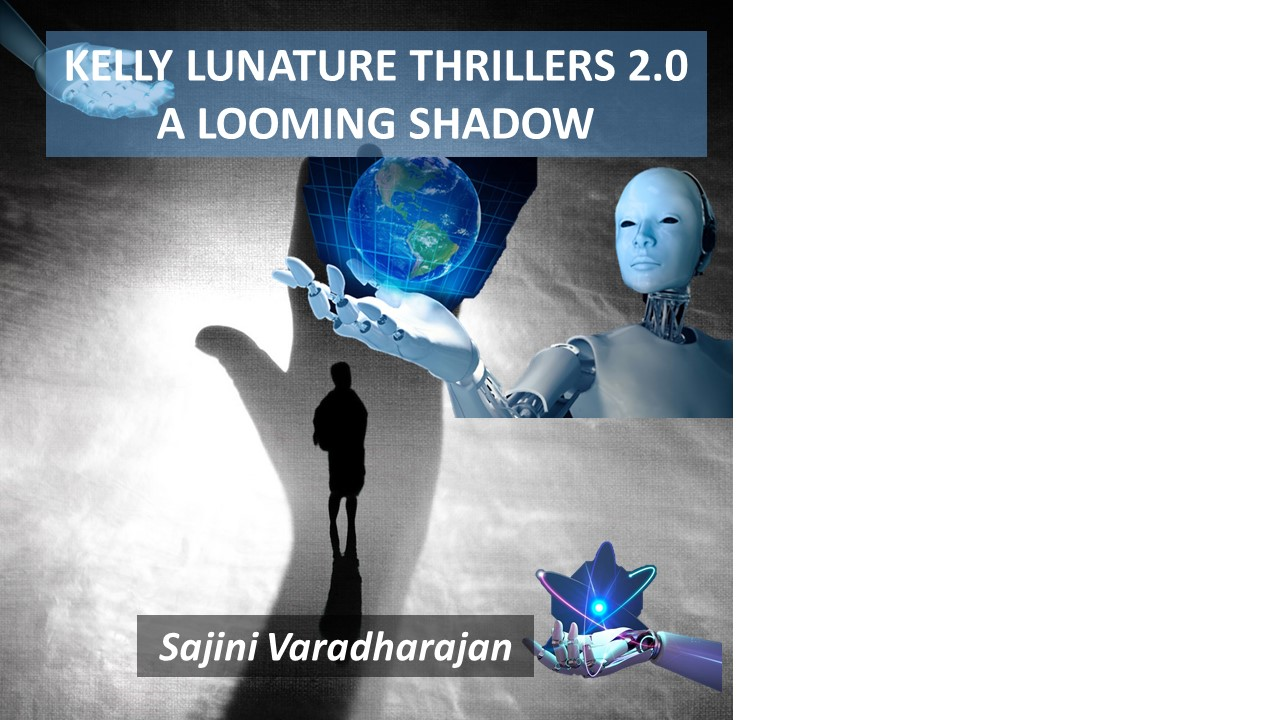 KELLY LUNATURE THRILLERS 2.0
A LOOMING SHADOW
Sajini Varadharajan